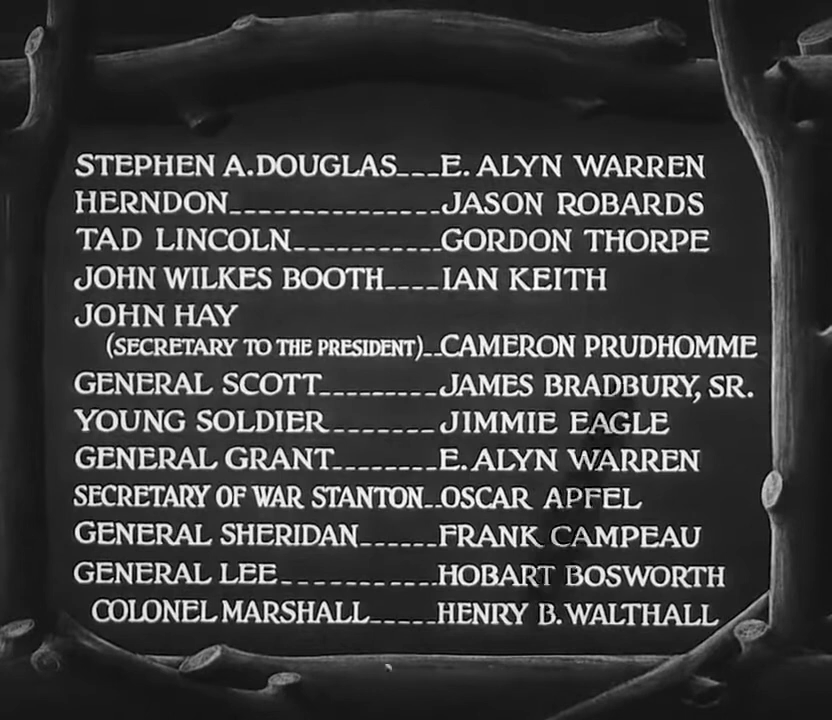 STEPHEN A. DOUGLAS___E. ALYN WARREN
HERNDON_______________JASON ROBARDS
TAD LINCOLN___________GORDON THORPE
JOHN WILKES BOOTH____IAN KEITH
JOHN HAY
(SECRETARY TO THE PRESIDENT)__CAMERON PRUDHOMME
GENERAL SCOTT_________JAMES BRADBURY, SR.
YOUNG SOLDIER_______JIMMIE EAGLE
GENERAL GRANT________E. ALYN WARREN
SECRETARY OF WAR STANTON__OSCAR APFEL
GENERAL SHERIDAN______FRANK CAMPEAU
GENERAL LEE___________HOBART BOSWORTH
COLONEL MARSHALL_____HENRY B. WALTHALL